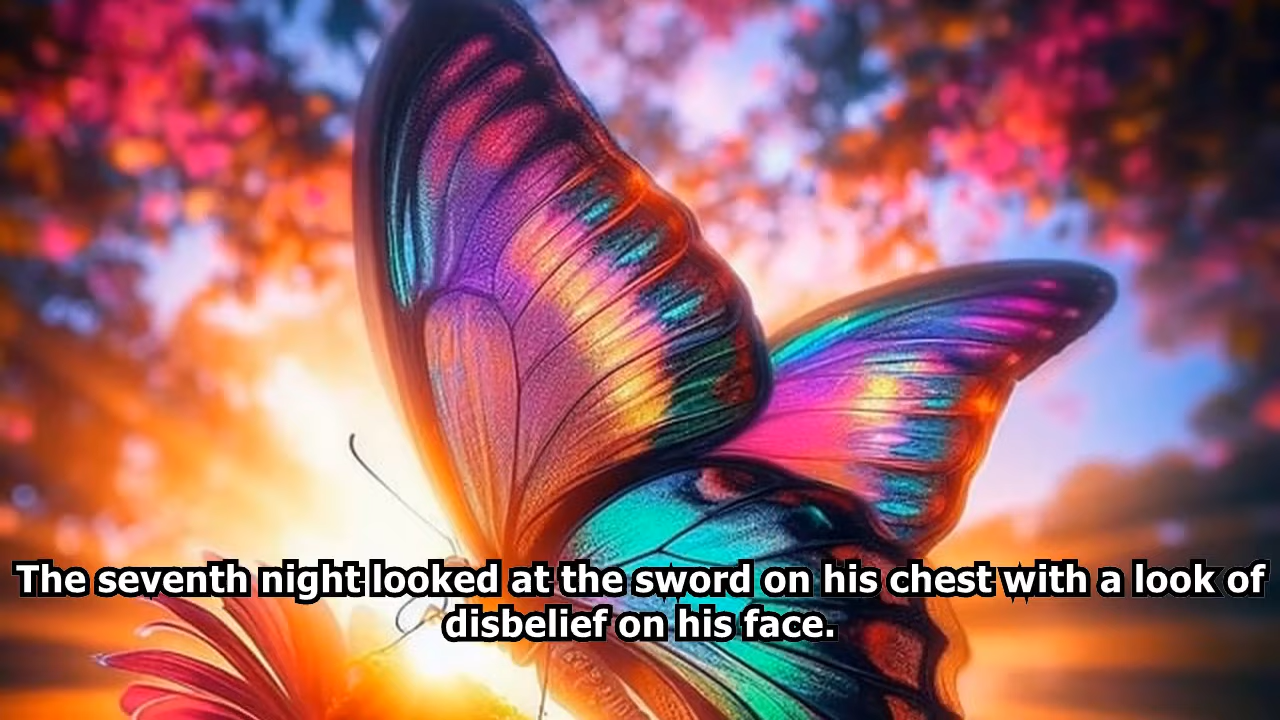 The seventh night looked at the sword on his chest with a look of
disbelief on his face.